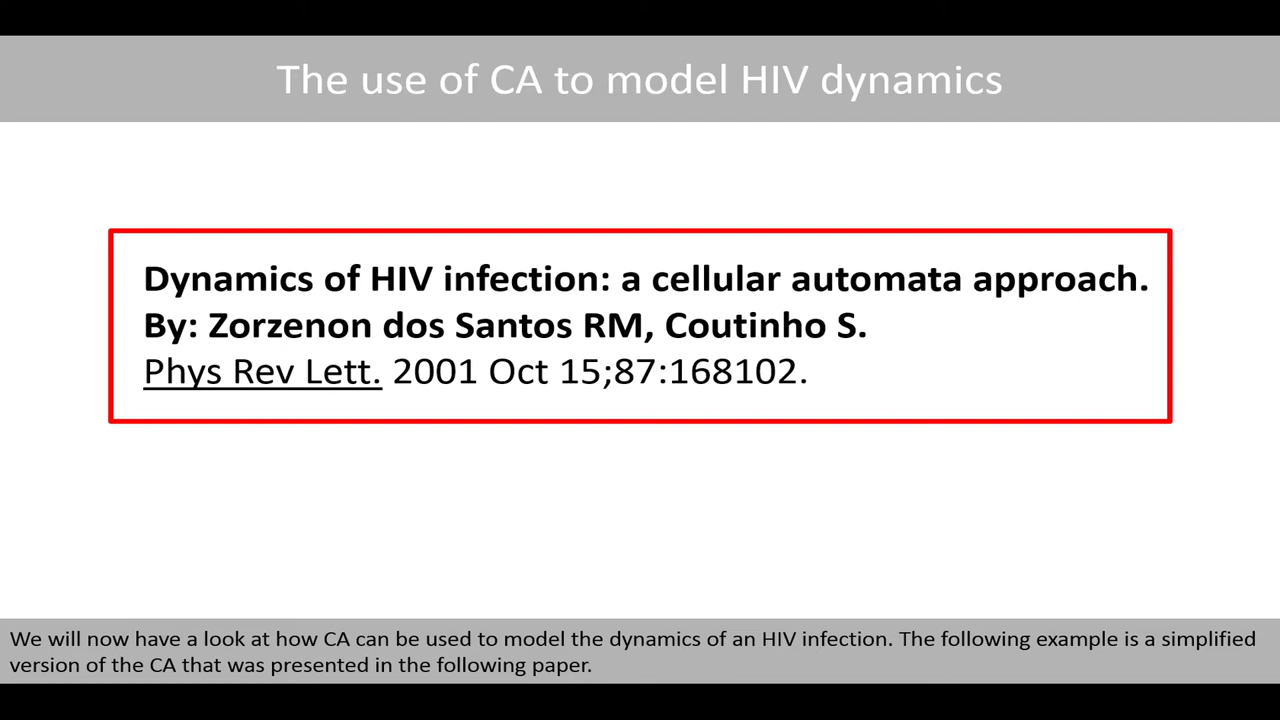 The use of CA to model HIV dynamics
Dynamics of HIV infection: a cellular automata approach.
By: Zorzenon dos Santos RM, Coutinho S.
Phys Rev Lett. 2001 Oct 15;87:168102.
We will now have a look at how CA can be used to model the dynamics of an HIV infection. The following example is a simplified
version of the CA that was presented in the following paper.